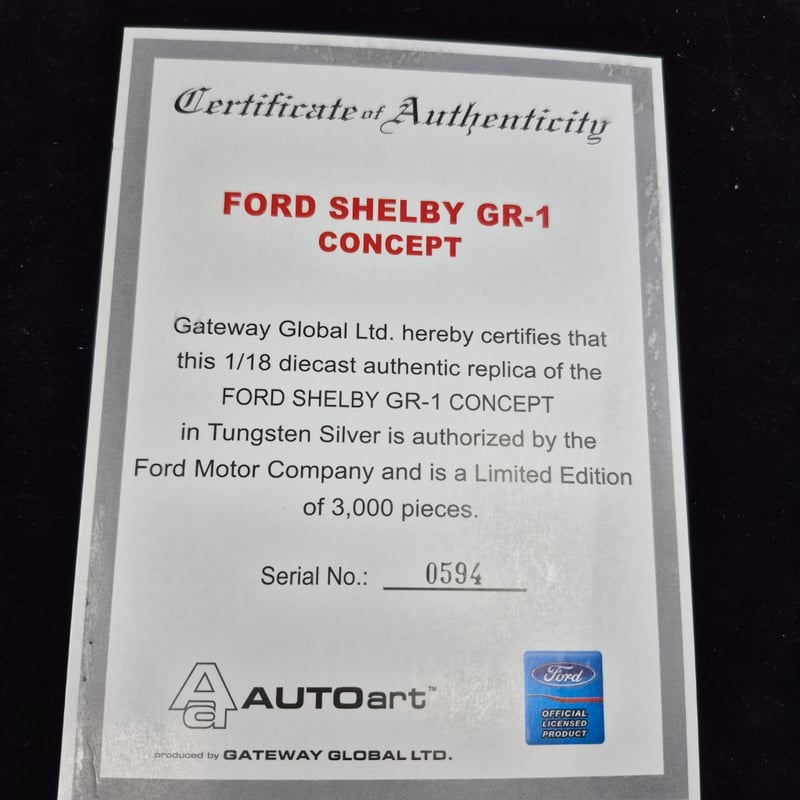 Certificate of Authenticity
FORD SHELBY GR-1
CONCEPT
Gateway Global Ltd. hereby certifies that
this 1/18 diecast authentic replica of the
FORD SHELBY GR-1 CONCEPT
in Tungsten Silver is authorized by the
Ford Motor Company and is a Limited Edition
of 3,000 pieces.
Serial No.: 0594
Aa AUTOart™
produced by GATEWAY GLOBAL LTD.
Ford
OFFICIAL
LICENSED
PRODUCT